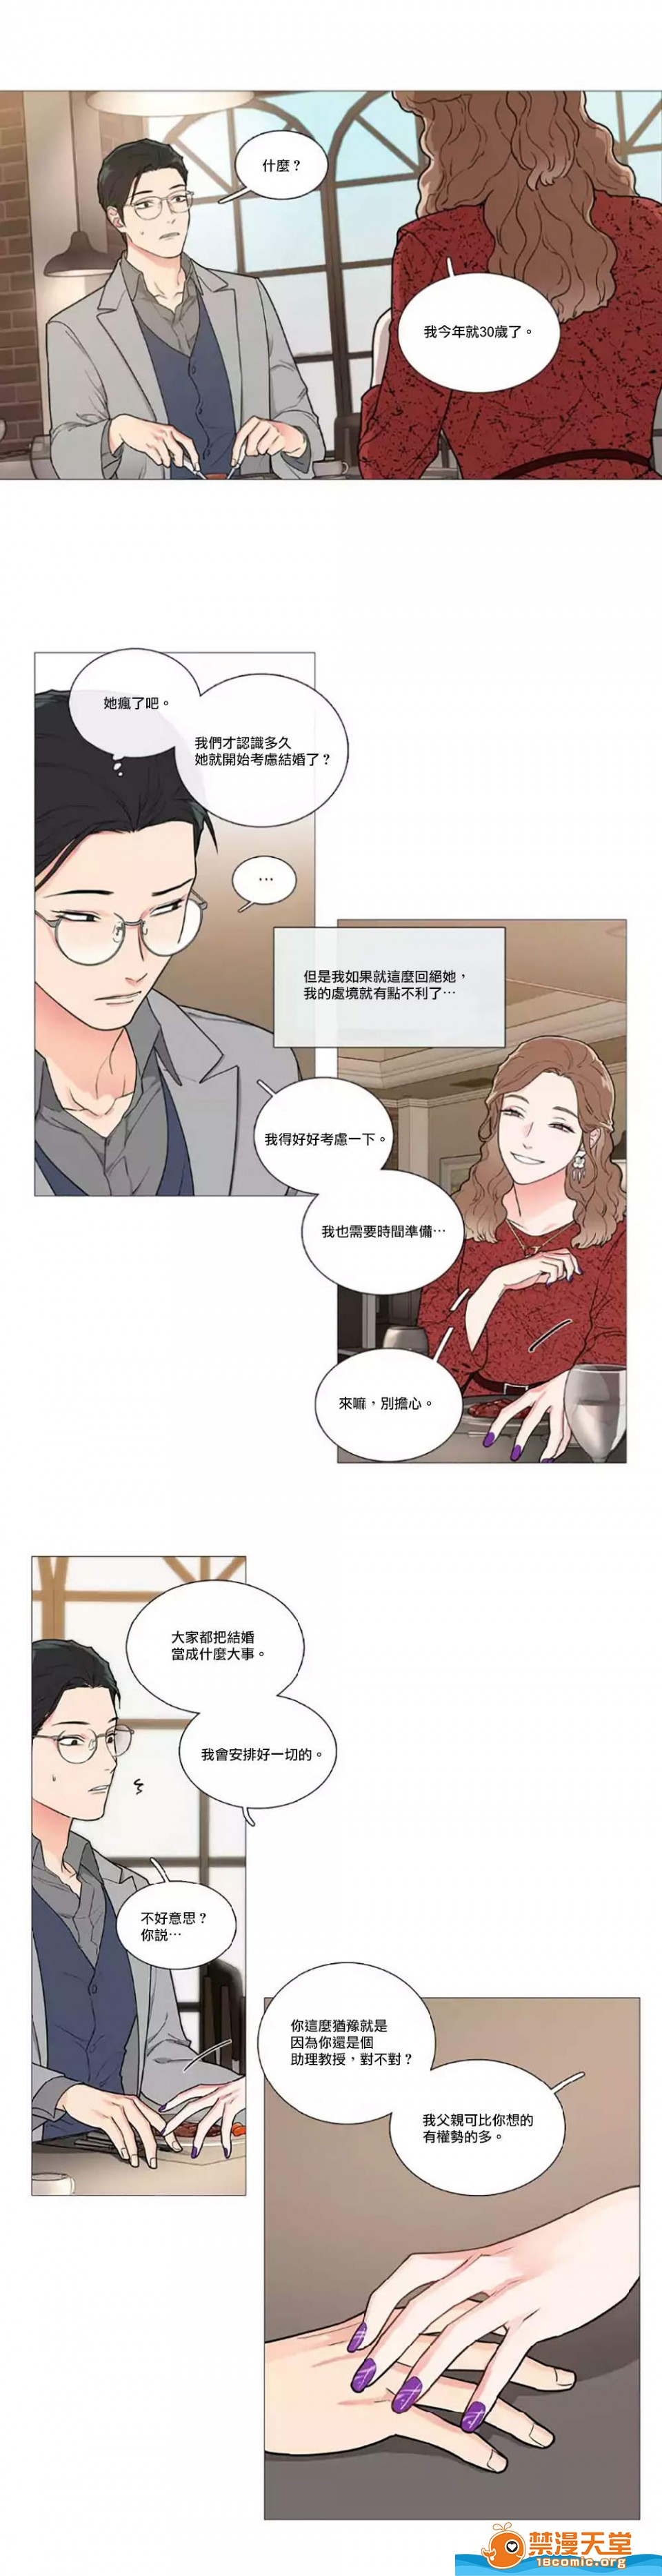 什麼？
我今年就30歲了。
她瘋了吧。
我們才認識多久
她就開始考慮結婚了？
…
但是我如果就這麼回絕她，
我的處境就有點不利了…
我得好好考慮一下。
我也需要時間準備…
來嘛，別擔心。
大家都把結婚
當成什麼大事。
我會安排好一切的。
不好意思？
你説…
你這麼猶豫就是
因為你還是個
助理教授，對不對？
我父親可比你想的
有權勢的多。
禁漫天堂
18comic.org